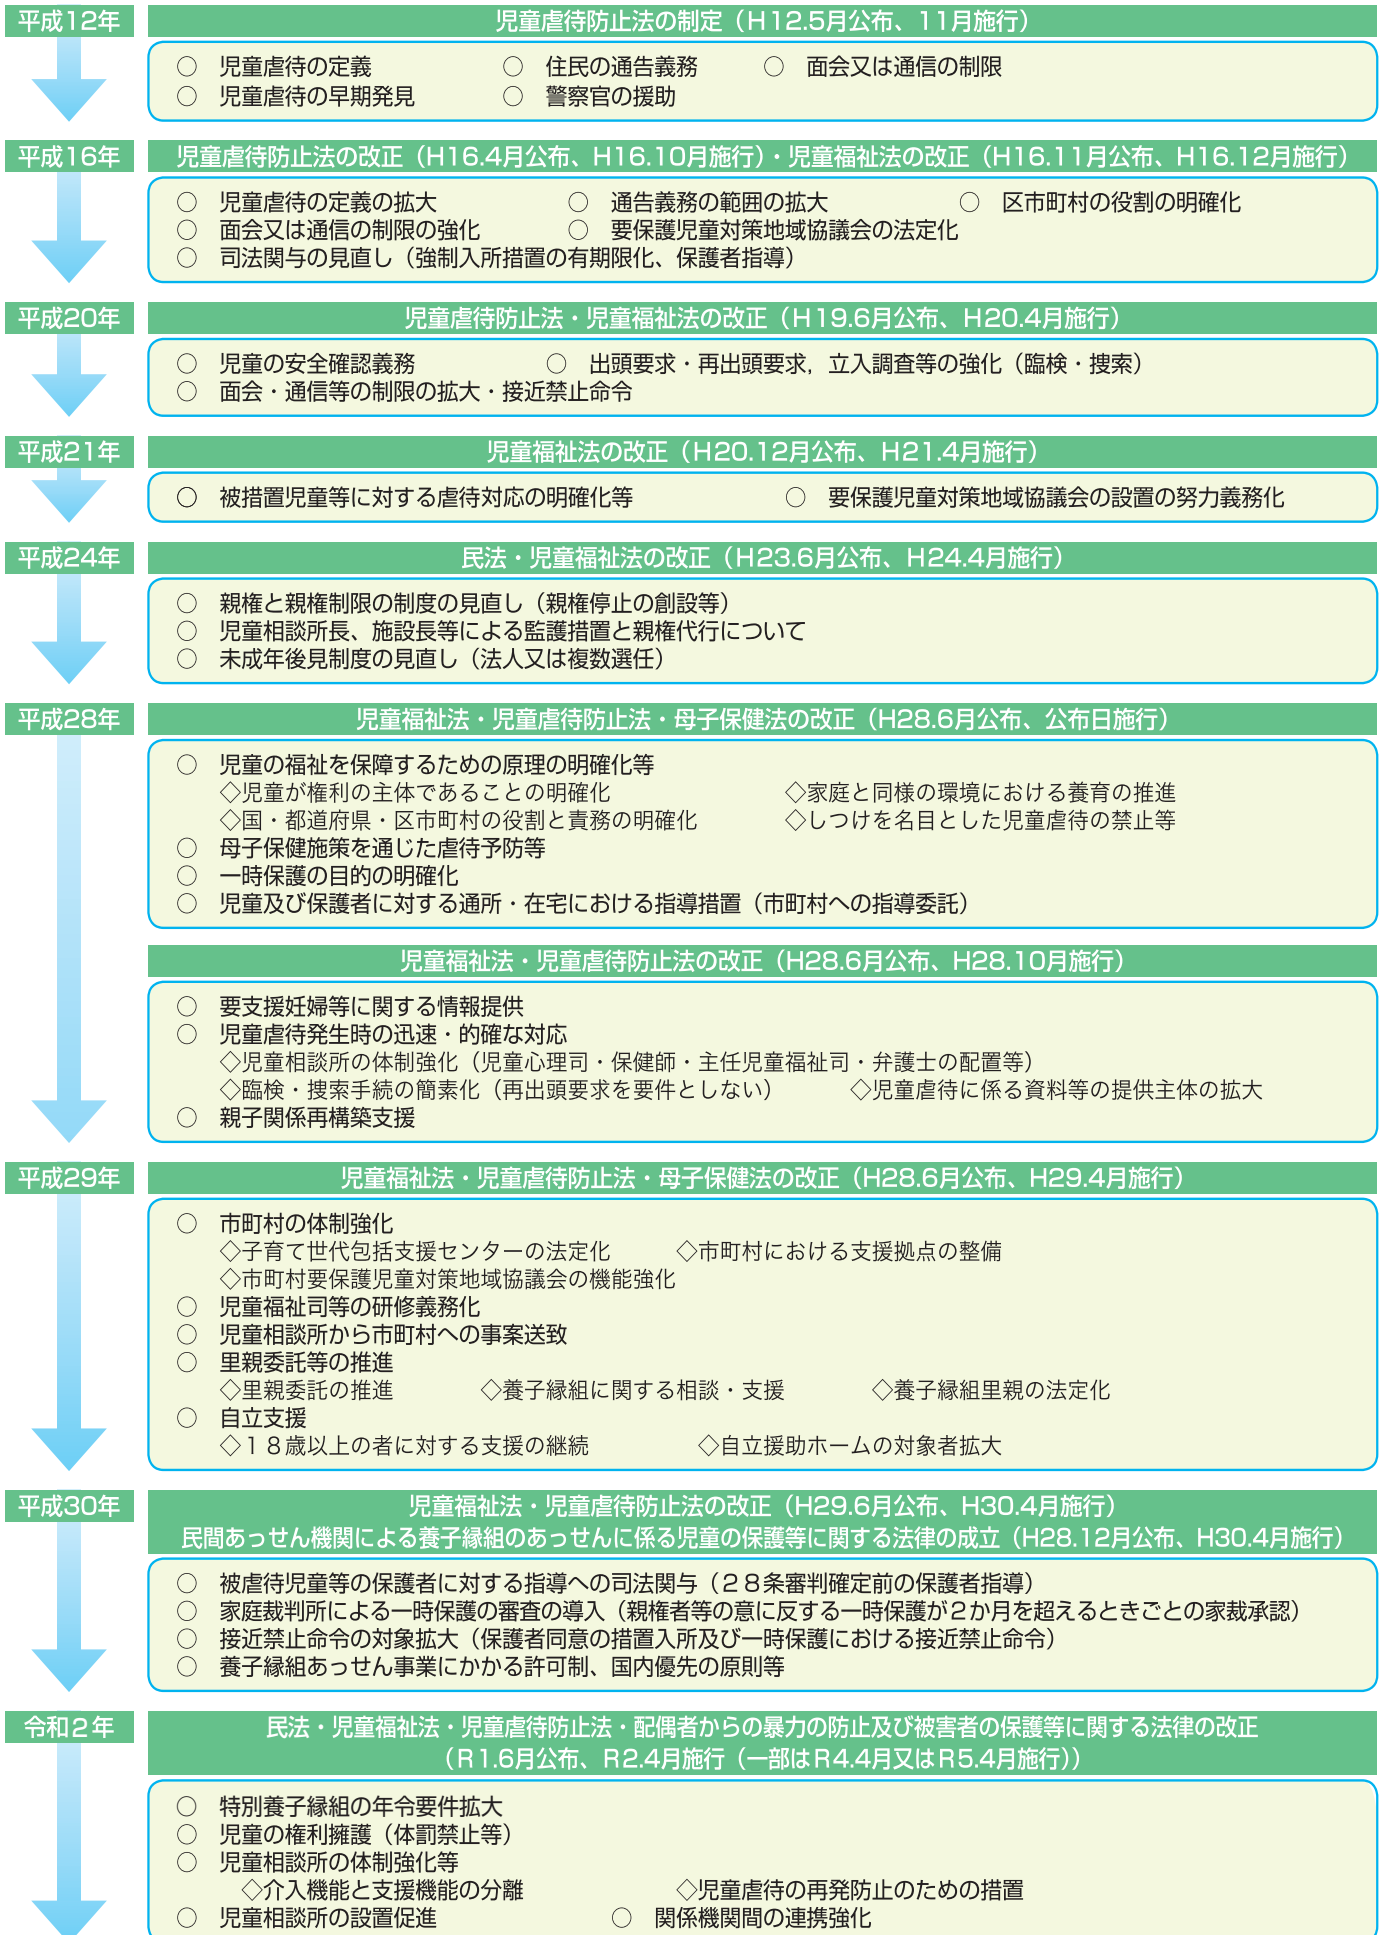 平成12年
児童虐待防止法の制定（Ｈ12.5月公布、11月施行）
○　児童虐待の定義　○　住民の通告義務　○　面会又は通信の制限
○　児童虐待の早期発見　○　警察官の援助
平成16年
児童虐待防止法の改正（H16.4月公布、H16.10月施行）・児童福祉法の改正（H16.11月公布、H16.12月施行）
○　児童虐待の定義の拡大　○　通告義務の範囲の拡大　○　区市町村の役割の明確化
○　面会又は通信の制限の強化　○　要保護児童対策地域協議会の法定化
○　司法関与の見直し（強制入所措置の有期限化、保護者指導）
平成20年
児童虐待防止法・児童福祉法の改正（Ｈ19.6月公布、Ｈ20.4月施行）
○　児童の安全確認義務　○　出頭要求・再出頭要求，立入調査等の強化（臨検・捜索）
○　面会・通信等の制限の拡大・接近禁止命令
平成21年
児童福祉法の改正（Ｈ20.12月公布、Ｈ21.4月施行）
○　被措置児童等に対する虐待対応の明確化等　○　要保護児童対策地域協議会の設置の努力義務化
平成24年
民法・児童福祉法の改正（Ｈ23.6月公布、Ｈ24.4月施行）
○　親権と親権制限の制度の見直し（親権停止の創設等）
○　児童相談所長、施設長等による監護措置と親権代行について
○　未成年後見制度の見直し（法人又は複数選任）
平成28年
児童福祉法・児童虐待防止法・母子保健法の改正（H28.6月公布、公布日施行）
○　児童の福祉を保障するための原理の明確化等
◇児童が権利の主体であることの明確化　◇家庭と同様の環境における養育の推進
◇国・都道府県・区市町村の役割と責務の明確化　◇しつけを名目とした児童虐待の禁止等
○　母子保健施策を通じた虐待予防等
○　一時保護の目的の明確化
○　児童及び保護者に対する通所・在宅における指導措置（市町村への指導委託）
児童福祉法・児童虐待防止法の改正（H28.6月公布、H28.10月施行）
○　要支援妊婦等に関する情報提供
○　児童虐待発生時の迅速・的確な対応
◇児童相談所の体制強化（児童心理司・保健師・主任児童福祉司・弁護士の配置等）
◇臨検・捜索手続の簡素化（再出頭要求を要件としない）　◇児童虐待に係る資料等の提供主体の拡大
○　親子関係再構築支援
平成29年
児童福祉法・児童虐待防止法・母子保健法の改正（H28.6月公布、H29.4月施行）
○　市町村の体制強化
◇子育て世代包括支援センターの法定化　◇市町村における支援拠点の整備
◇市町村要保護児童対策地域協議会の機能強化
○　児童福祉司等の研修義務化
○　児童相談所から市町村への事案送致
○　里親委託等の推進
◇里親委託の推進　◇養子縁組に関する相談・支援　◇養子縁組里親の法定化
○　自立支援
◇１８歳以上の者に対する支援の継続　◇自立援助ホームの対象者拡大
平成30年
児童福祉法・児童虐待防止法の改正（H29.6月公布、H30.4月施行）
民間あっせん機関による養子縁組のあっせんに係る児童の保護等に関する法律の成立（H28.12月公布、H30.4月施行）
○　被虐待児童等の保護者に対する指導への司法関与（２８条審判確定前の保護者指導）
○　家庭裁判所による一時保護の審査の導入（親権者等の意に反する一時保護が２か月を超えるときごとの家裁承認）
○　接近禁止命令の対象拡大（保護者同意の措置入所及び一時保護における接近禁止命令）
○　養子縁組あっせん事業にかかる許可制、国内優先の原則等
令和２年
民法・児童福祉法・児童虐待防止法・配偶者からの暴力の防止及び被害者の保護等に関する法律の改正
（Ｒ1.6月公布、Ｒ2.4月施行（一部はＲ4.4月又はＲ5.4月施行））
○　特別養子縁組の年令要件拡大
○　児童の権利擁護（体罰禁止等）
○　児童相談所の体制強化等
◇介入機能と支援機能の分離　◇児童虐待の再発防止のための措置
○　児童相談所の設置促進　○　関係機関間の連携強化